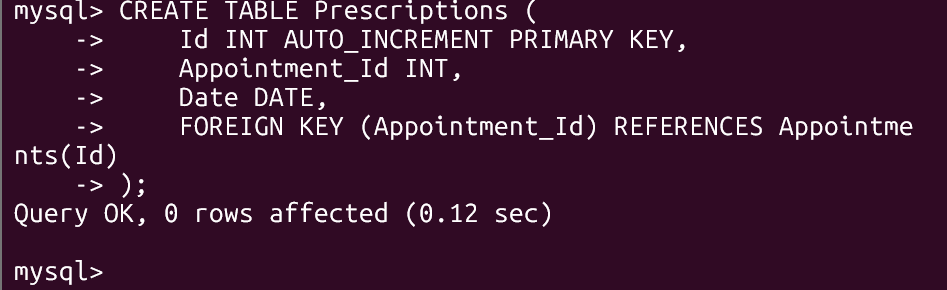 mysql> CREATE TABLE Prescriptions (
    ->     Id INT AUTO_INCREMENT PRIMARY KEY,
    ->     Appointment_Id INT,
    ->     Date DATE,
    ->     FOREIGN KEY (Appointment_Id) REFERENCES Appointme
nts(Id)
    -> );
Query OK, 0 rows affected (0.12 sec)

mysql>